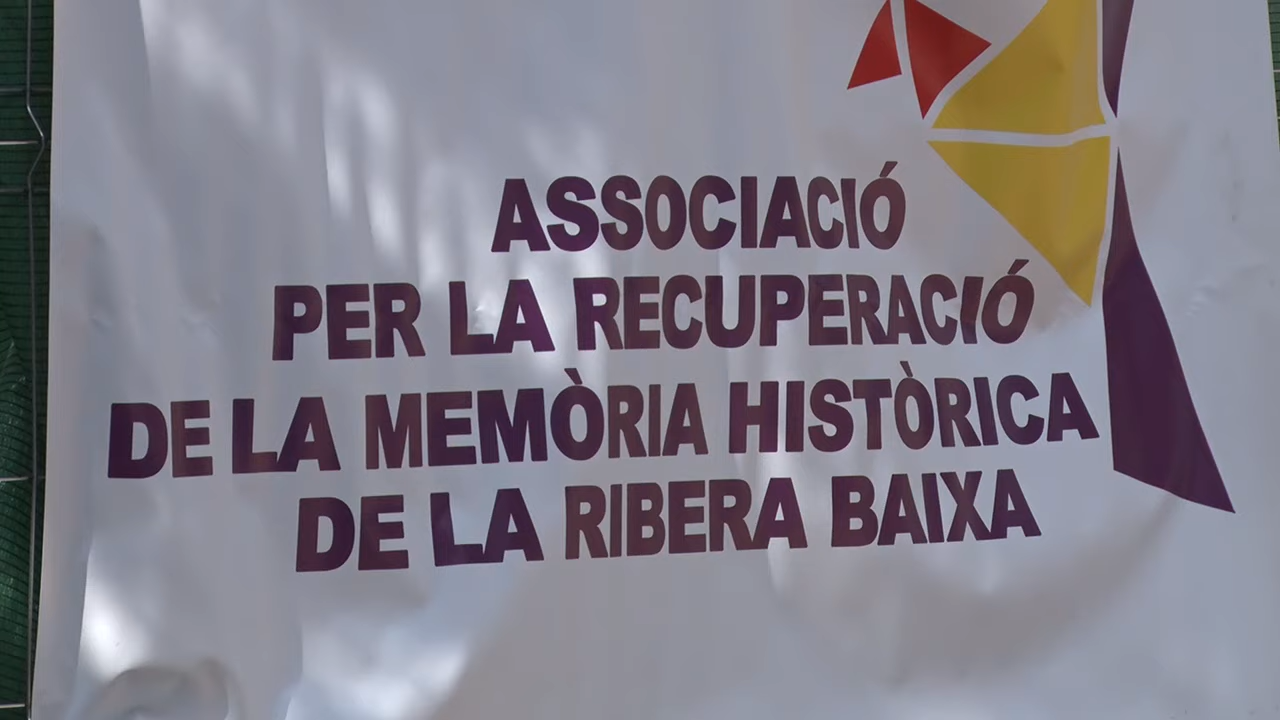 ASSOCIACIÓ
PER LA RECUPERACIÓ
DE LA MEMÒRIA HISTÒRICA
DE LA RIBERA BAIXA